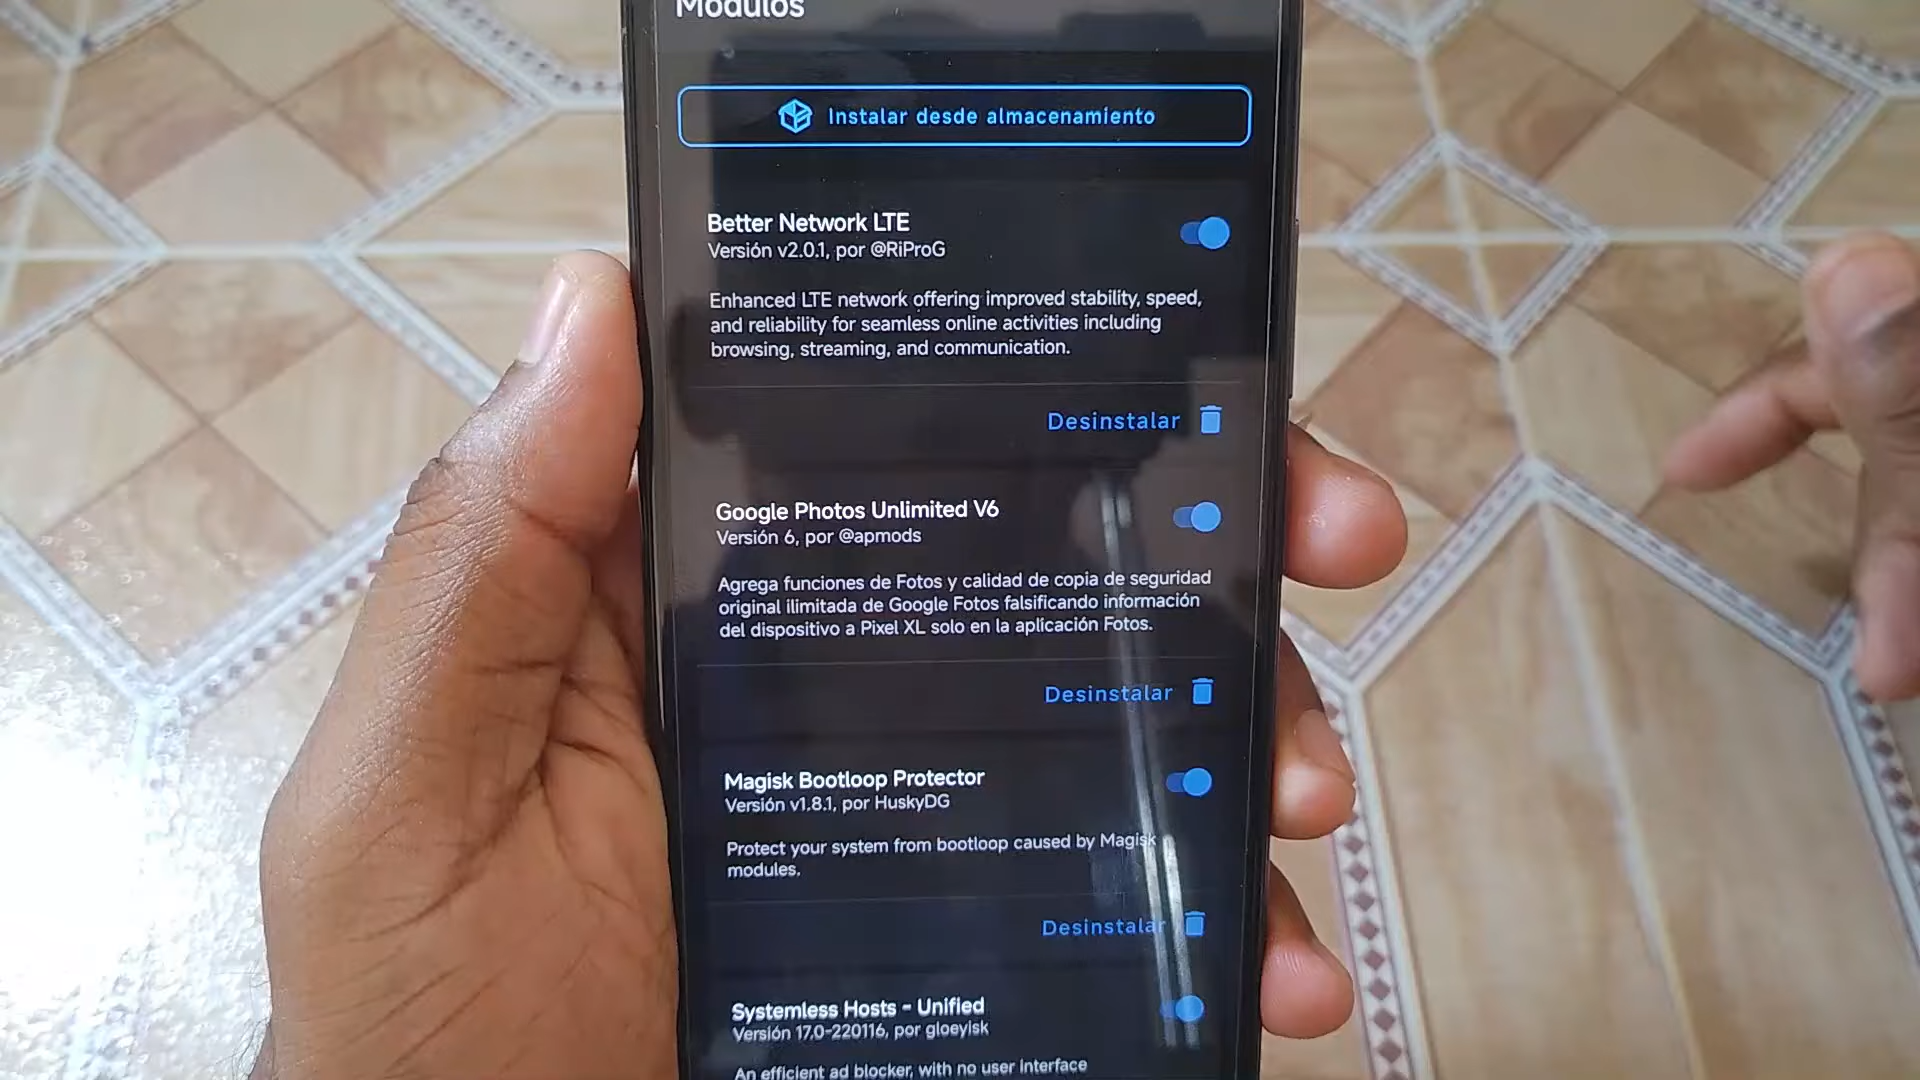 Módulos
Instalar desde almacenamiento
Better Network LTE
Versión v2.0.1, por @RiProG
Enhanced LTE network offering improved stability, speed,
and reliability for seamless online activities including
browsing, streaming, and communication.
Desinstalar
Google Photos Unlimited V6
Versión 6, por @apmods
Agrega funciones de Fotos y calidad de copia de seguridad
original ilimitada de Google Fotos falsificando información
del dispositivo a Pixel XL solo en la aplicación Fotos.
Desinstalar
Magisk Bootloop Protector
Versión v1.8.1, por HuskyDG
Protect your system from bootloop caused by Magisk
modules.
Desinstalar
Systemless Hosts - Unified
Versión 17.0-220116, por gloeyisk
An efficient ad blocker, with no user interface